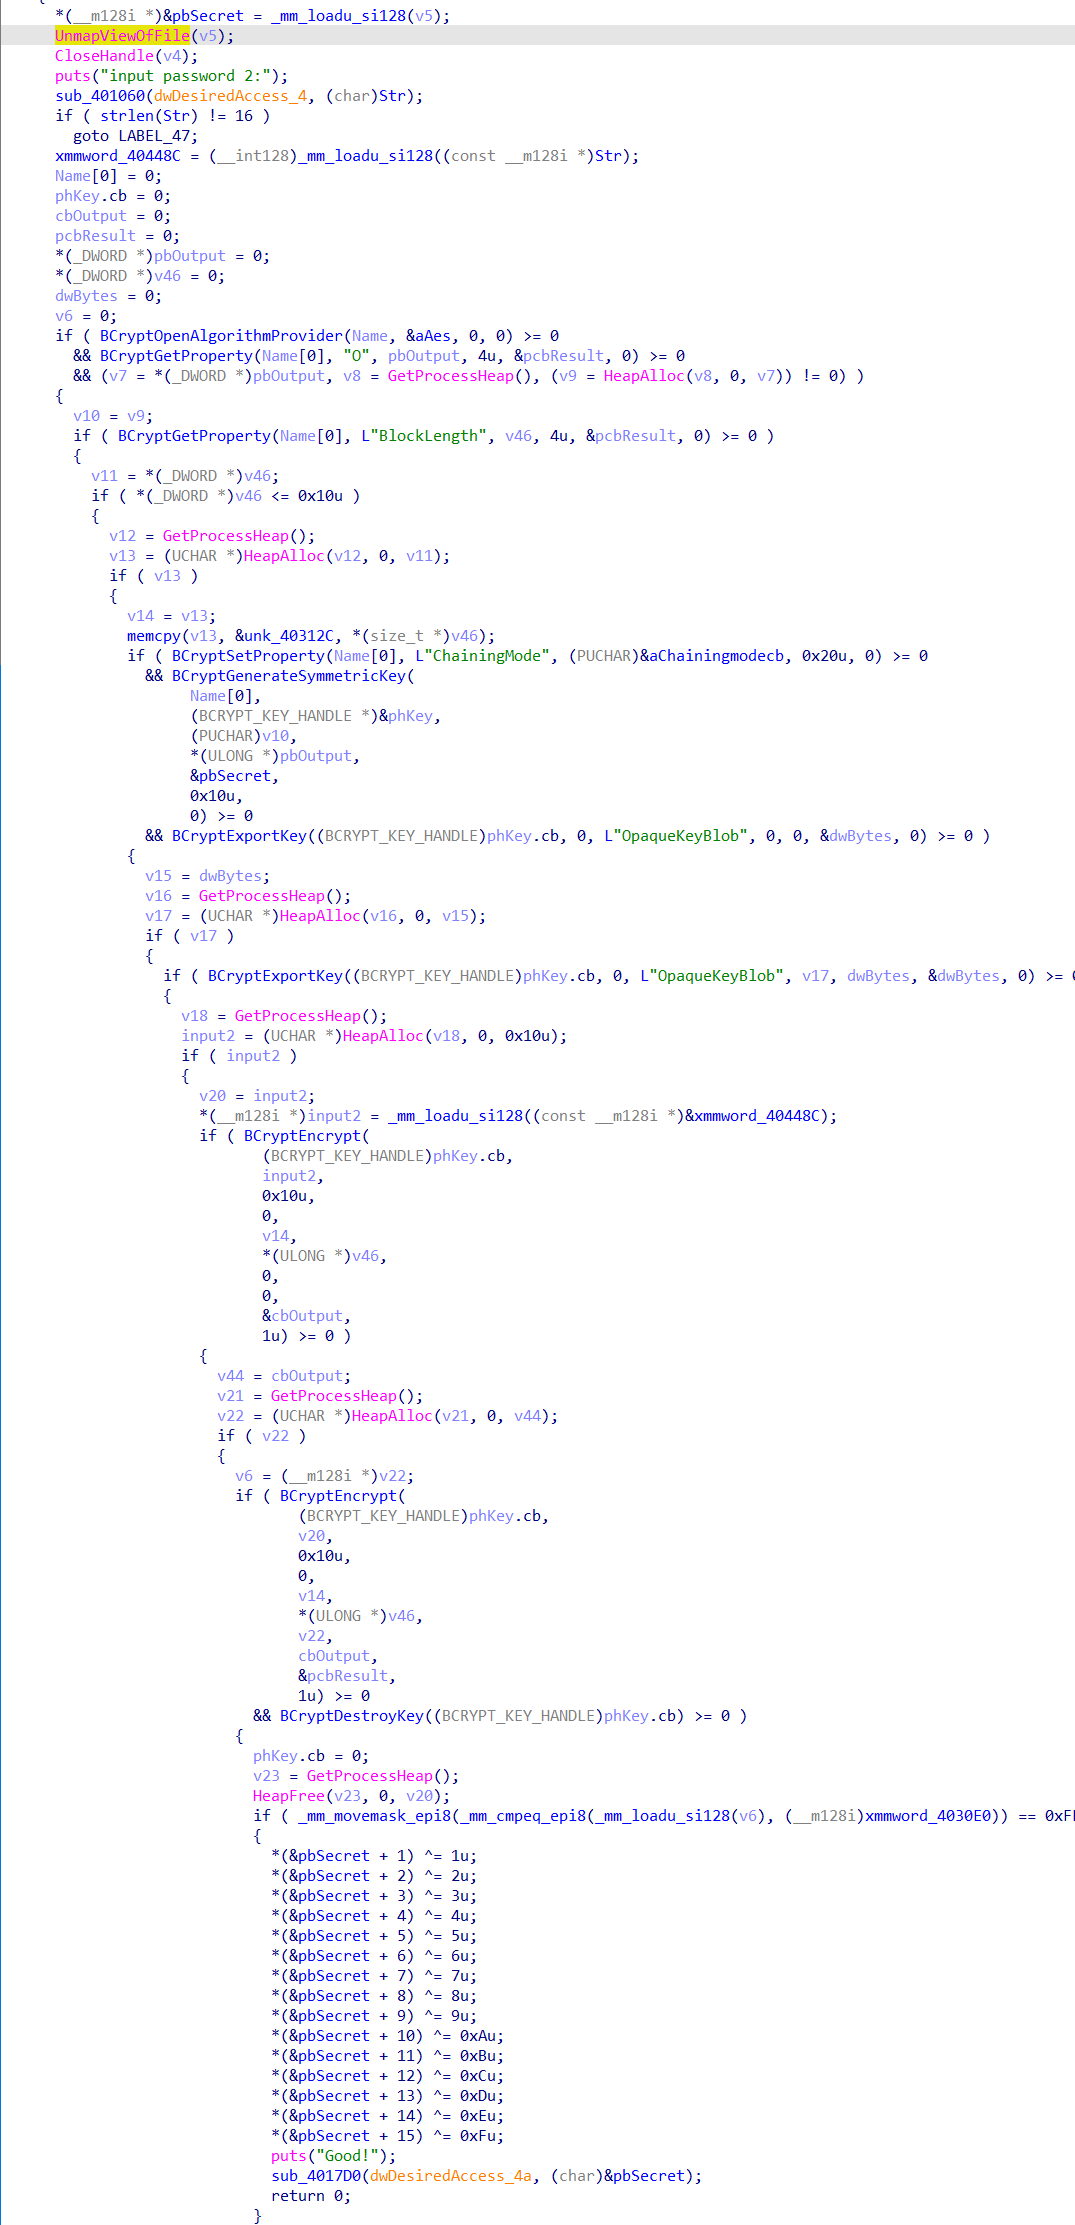 {
*(__m128i *)&pbSecret = _mm_loadu_si128(v5);
UnmapViewOfFile(v5);
CloseHandle(v4);
puts("input password 2:");
sub_401060(dwDesiredAccess_4, (char)Str);
if ( strlen(Str) != 16 )
goto LABEL_47;
xmmword_40448C = (__int128)_mm_loadu_si128((const __m128i *)Str);
Name[0] = 0;
phKey.cb = 0;
cbOutput = 0;
pcbResult = 0;
*(_DWORD *)pbOutput = 0;
*(_DWORD *)v46 = 0;
dwBytes = 0;
v6 = 0;
if ( BCryptOpenAlgorithmProvider(Name, &aAes, 0, 0) >= 0
&& BCryptGetProperty(Name[0], "O", pbOutput, 4u, &pcbResult, 0) >= 0
&& (v7 = *(_DWORD *)pbOutput, v8 = GetProcessHeap(), (v9 = HeapAlloc(v8, 0, v7)) != 0) )
{
v10 = v9;
if ( BCryptGetProperty(Name[0], L"BlockLength", v46, 4u, &pcbResult, 0) >= 0 )
{
v11 = *(_DWORD *)v46;
if ( *(_DWORD *)v46 <= 0x10u )
{
v12 = GetProcessHeap();
v13 = (UCHAR *)HeapAlloc(v12, 0, v11);
if ( v13 )
{
v14 = v13;
memcpy(v13, &unk_40312C, *(size_t *)v46);
if ( BCryptSetProperty(Name[0], L"ChainingMode", (PUCHAR)&aChainingmodecb, 0x20u, 0) >= 0
&& BCryptGenerateSymmetricKey(
Name[0],
(BCRYPT_KEY_HANDLE *)&phKey,
(PUCHAR)v10,
*(ULONG *)pbOutput,
&pbSecret,
0x10u,
0) >= 0
&& BCryptExportKey((BCRYPT_KEY_HANDLE)phKey.cb, 0, L"OpaqueKeyBlob", 0, 0, &dwBytes, 0) >= 0 )
{
v15 = dwBytes;
v16 = GetProcessHeap();
v17 = (UCHAR *)HeapAlloc(v16, 0, v15);
if ( v17 )
{
if ( BCryptExportKey((BCRYPT_KEY_HANDLE)phKey.cb, 0, L"OpaqueKeyBlob", v17, dwBytes, &dwBytes, 0) >= 0
{
v18 = GetProcessHeap();
input2 = (UCHAR *)HeapAlloc(v18, 0, 0x10u);
if ( input2 )
{
v20 = input2;
*(__m128i *)input2 = _mm_loadu_si128((const __m128i *)&xmmword_40448C);
if ( BCryptEncrypt(
(BCRYPT_KEY_HANDLE)phKey.cb,
input2,
0x10u,
0,
v14,
*(ULONG *)v46,
0,
0,
&cbOutput,
1u) >= 0 )
{
v44 = cbOutput;
v21 = GetProcessHeap();
v22 = (UCHAR *)HeapAlloc(v21, 0, v44);
if ( v22 )
{
v6 = (__m128i *)v22;
if ( BCryptEncrypt(
(BCRYPT_KEY_HANDLE)phKey.cb,
v20,
0x10u,
0,
v14,
*(ULONG *)v46,
v22,
cbOutput,
&pcbResult,
1u) >= 0
&& BCryptDestroyKey((BCRYPT_KEY_HANDLE)phKey.cb) >= 0 )
{
phKey.cb = 0;
v23 = GetProcessHeap();
HeapFree(v23, 0, v20);
if ( _mm_movemask_epi8(_mm_cmpeq_epi8(_mm_loadu_si128(v6), (__m128i)xmmword_4030E0)) ==
{
*(&pbSecret + 1) ^= 1u;
*(&pbSecret + 2) ^= 2u;
*(&pbSecret + 3) ^= 3u;
*(&pbSecret + 4) ^= 4u;
*(&pbSecret + 5) ^= 5u;
*(&pbSecret + 6) ^= 6u;
*(&pbSecret + 7) ^= 7u;
*(&pbSecret + 8) ^= 8u;
*(&pbSecret + 9) ^= 9u;
*(&pbSecret + 10) ^= 0xAu;
*(&pbSecret + 11) ^= 0xBu;
*(&pbSecret + 12) ^= 0xCu;
*(&pbSecret + 13) ^= 0xDu;
*(&pbSecret + 14) ^= 0xEu;
*(&pbSecret + 15) ^= 0xFu;
puts("Good!");
sub_4017D0(dwDesiredAccess_4a, (char)&pbSecret);
return 0;
}